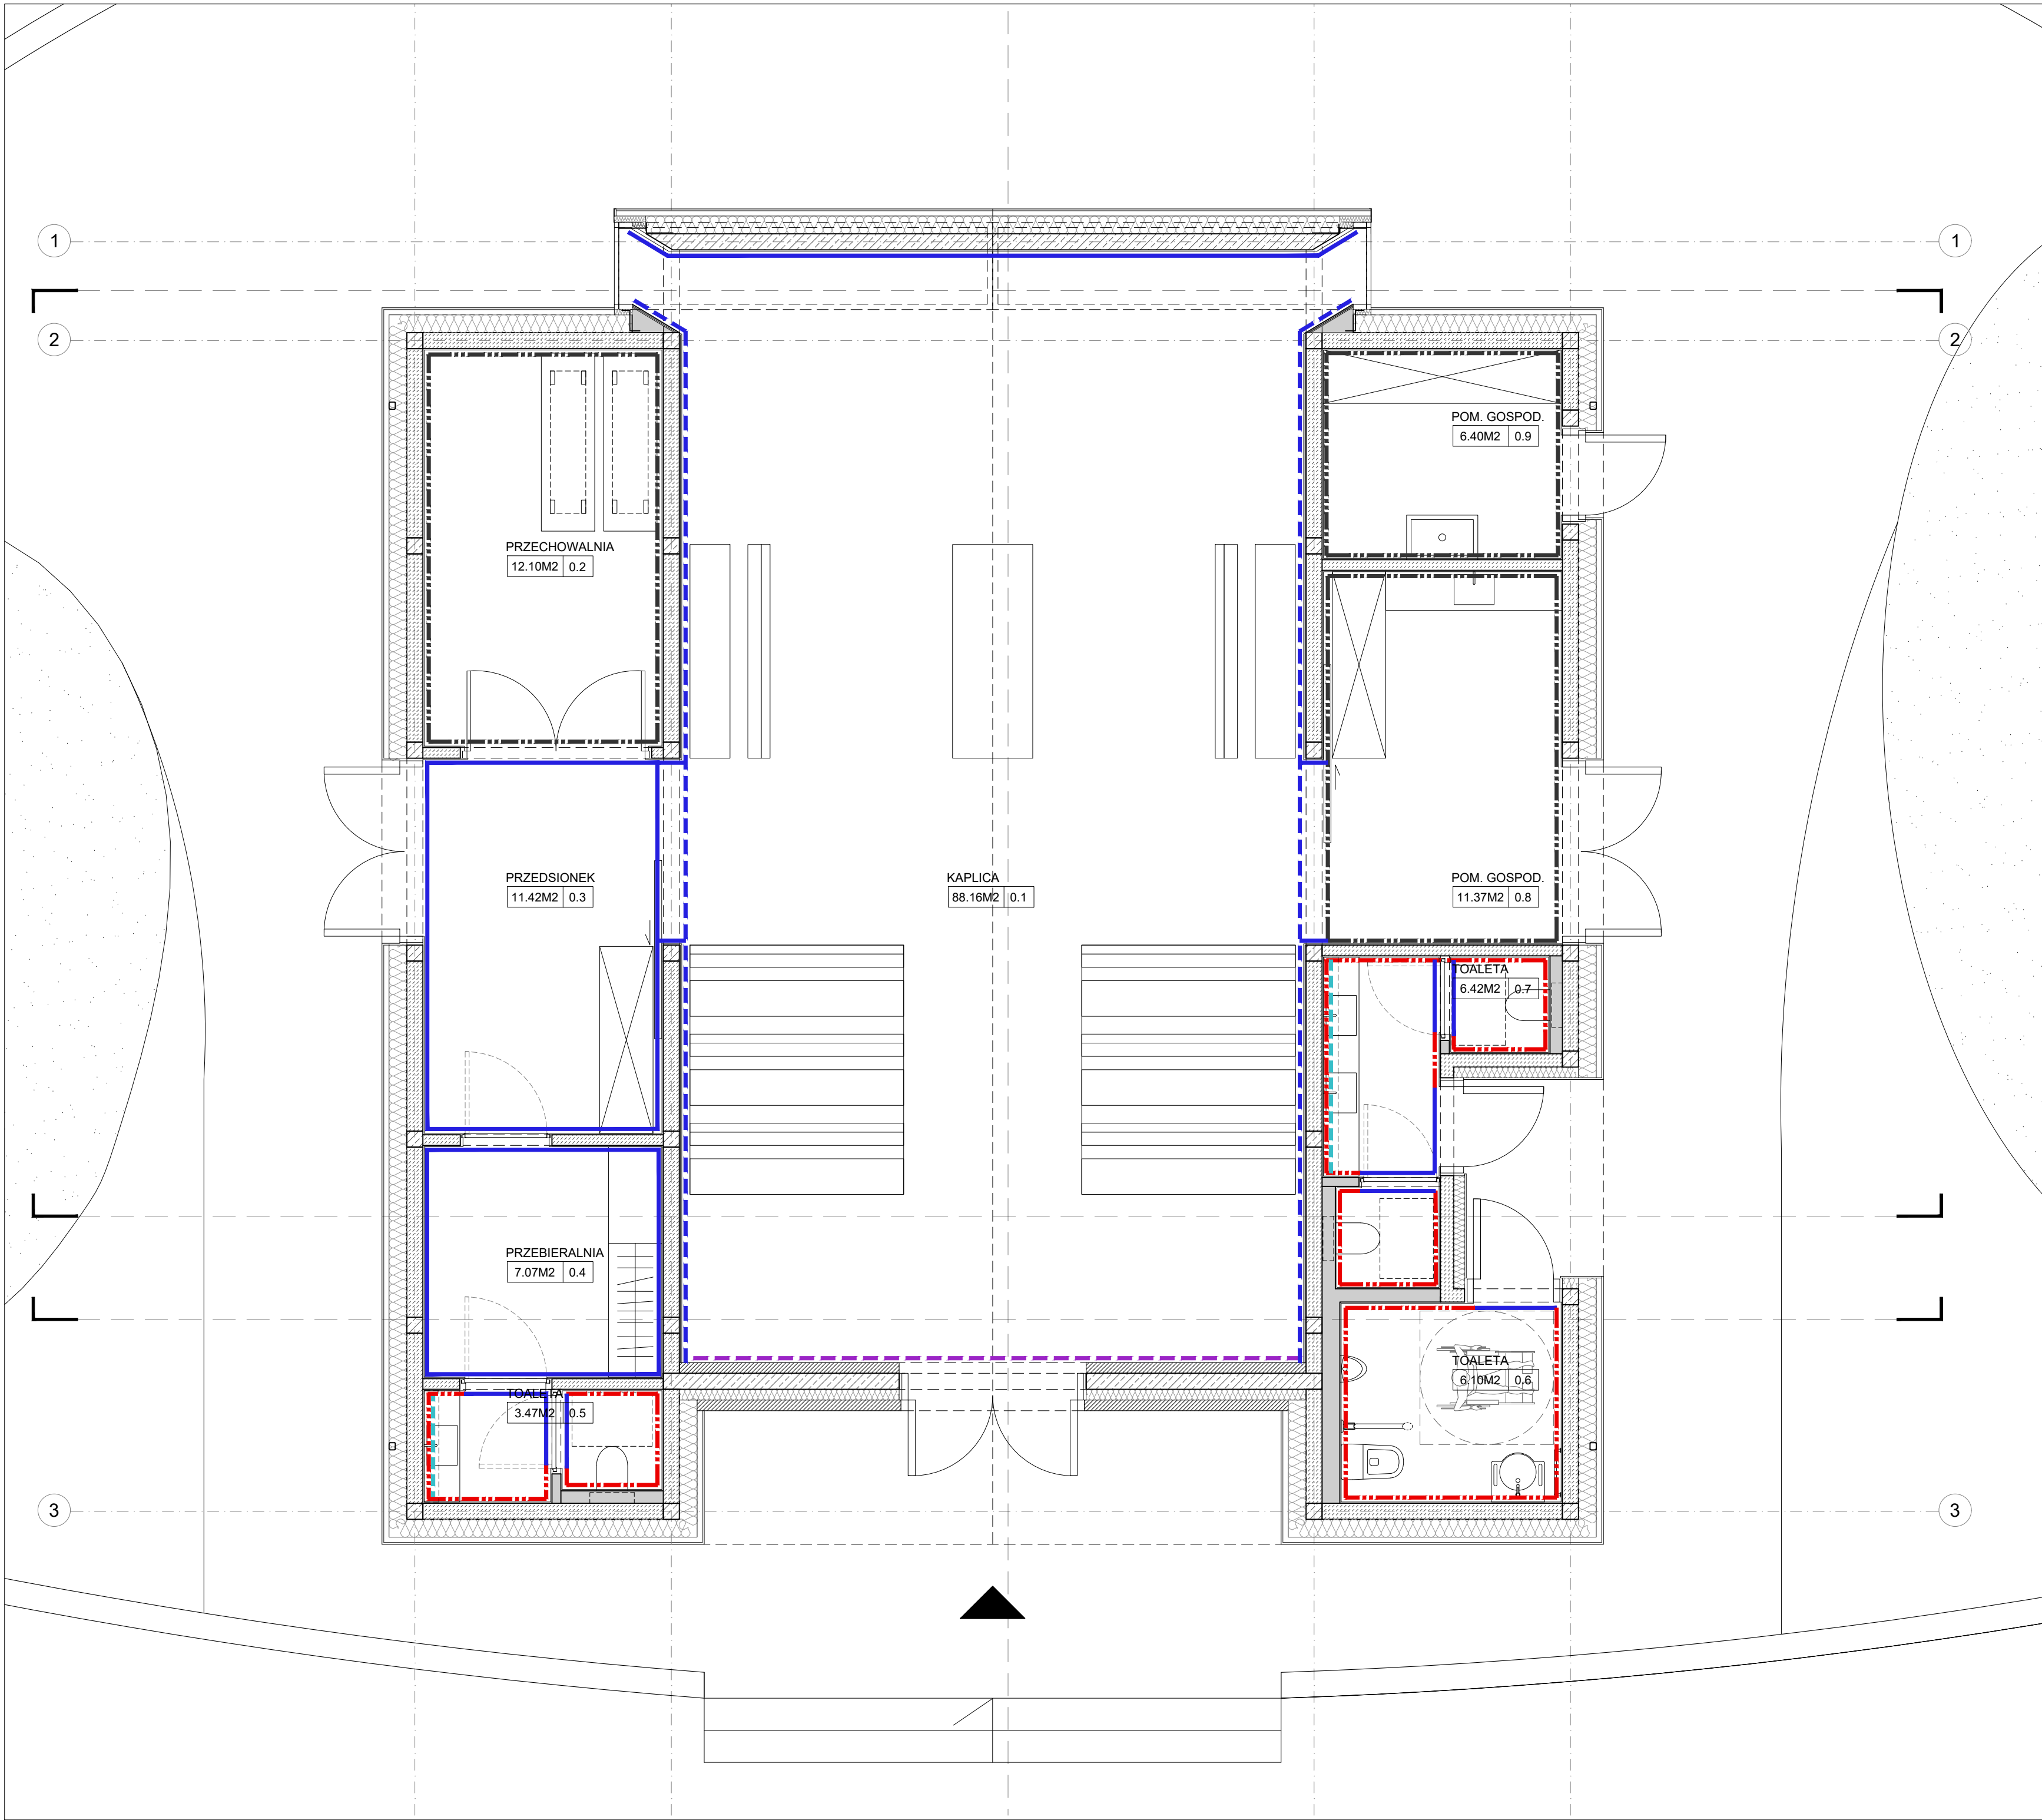 1
1
2
2
POM. GOSPOD.
6.40M2 0.9
PRZECHOWALNIA
12.10M2 0.2
PRZEDSIONEK
11.42M2 0.3
KAPLICA
88.16M2 0.1
POM. GOSPOD.
11.37M2 0.8
TOALETA
6.42M2 0.7
PRZEBIERALNIA
7.07M2 0.4
TOALETA
6.10M2 0.6
TOALETA
3.47M2 0.5
3
3